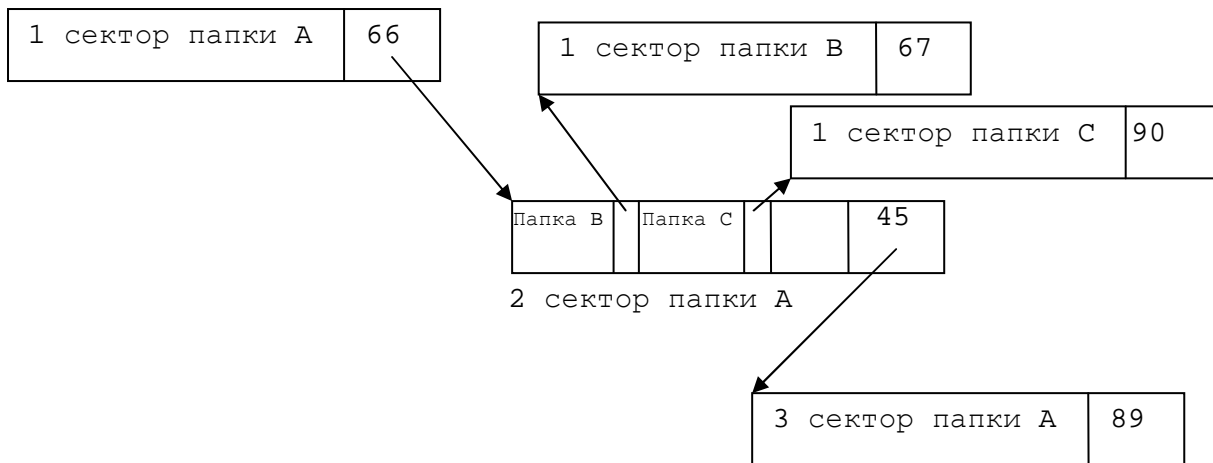 1 сектор папки A 66
1 сектор папки B 67
1 сектор папки C 90
Папка B Папка C 45
2 сектор папки A
3 сектор папки A 89